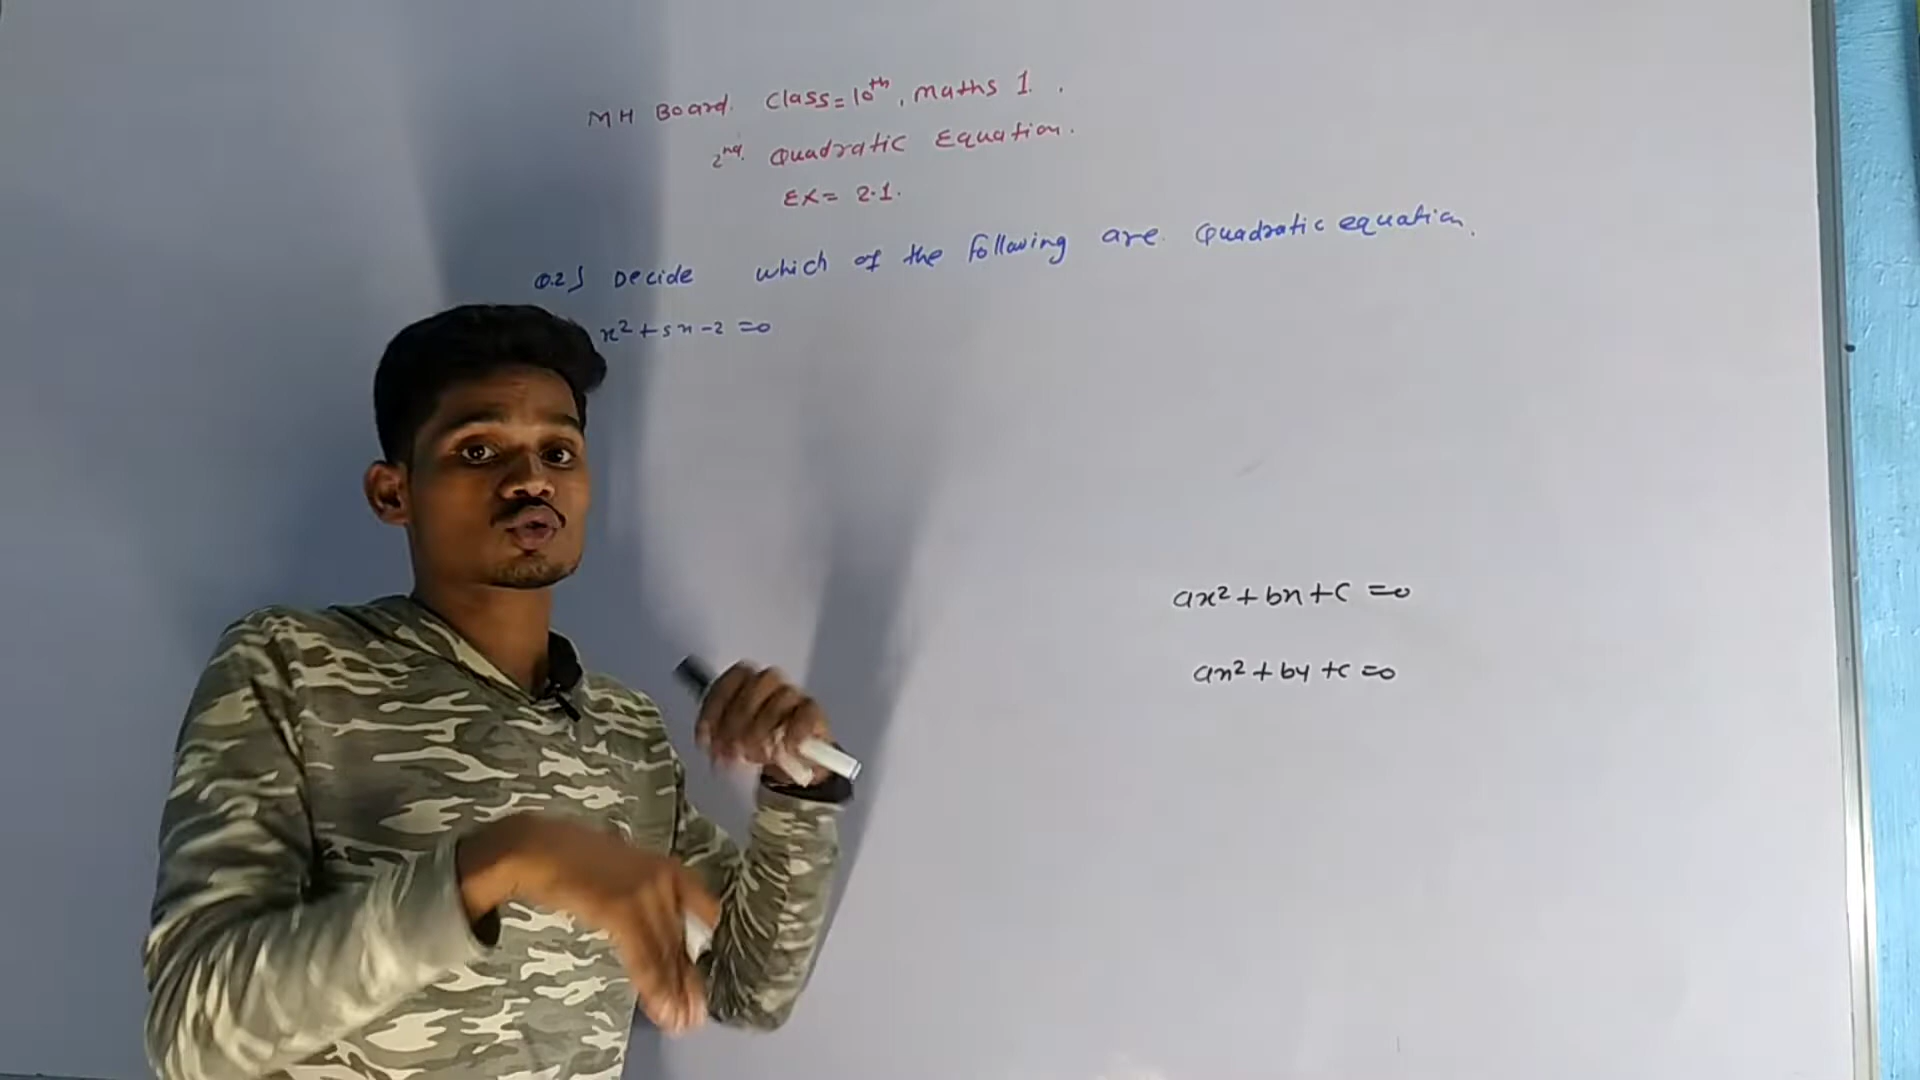 MH Board. Class=10th, Maths 1.
2nd. Quadratic Equation.
EX= 2.1.
Q.2] Decide which of the following are quadratic equation.
x²+5x-2=0
ax²+bx+c=0
ax²+by+c=0